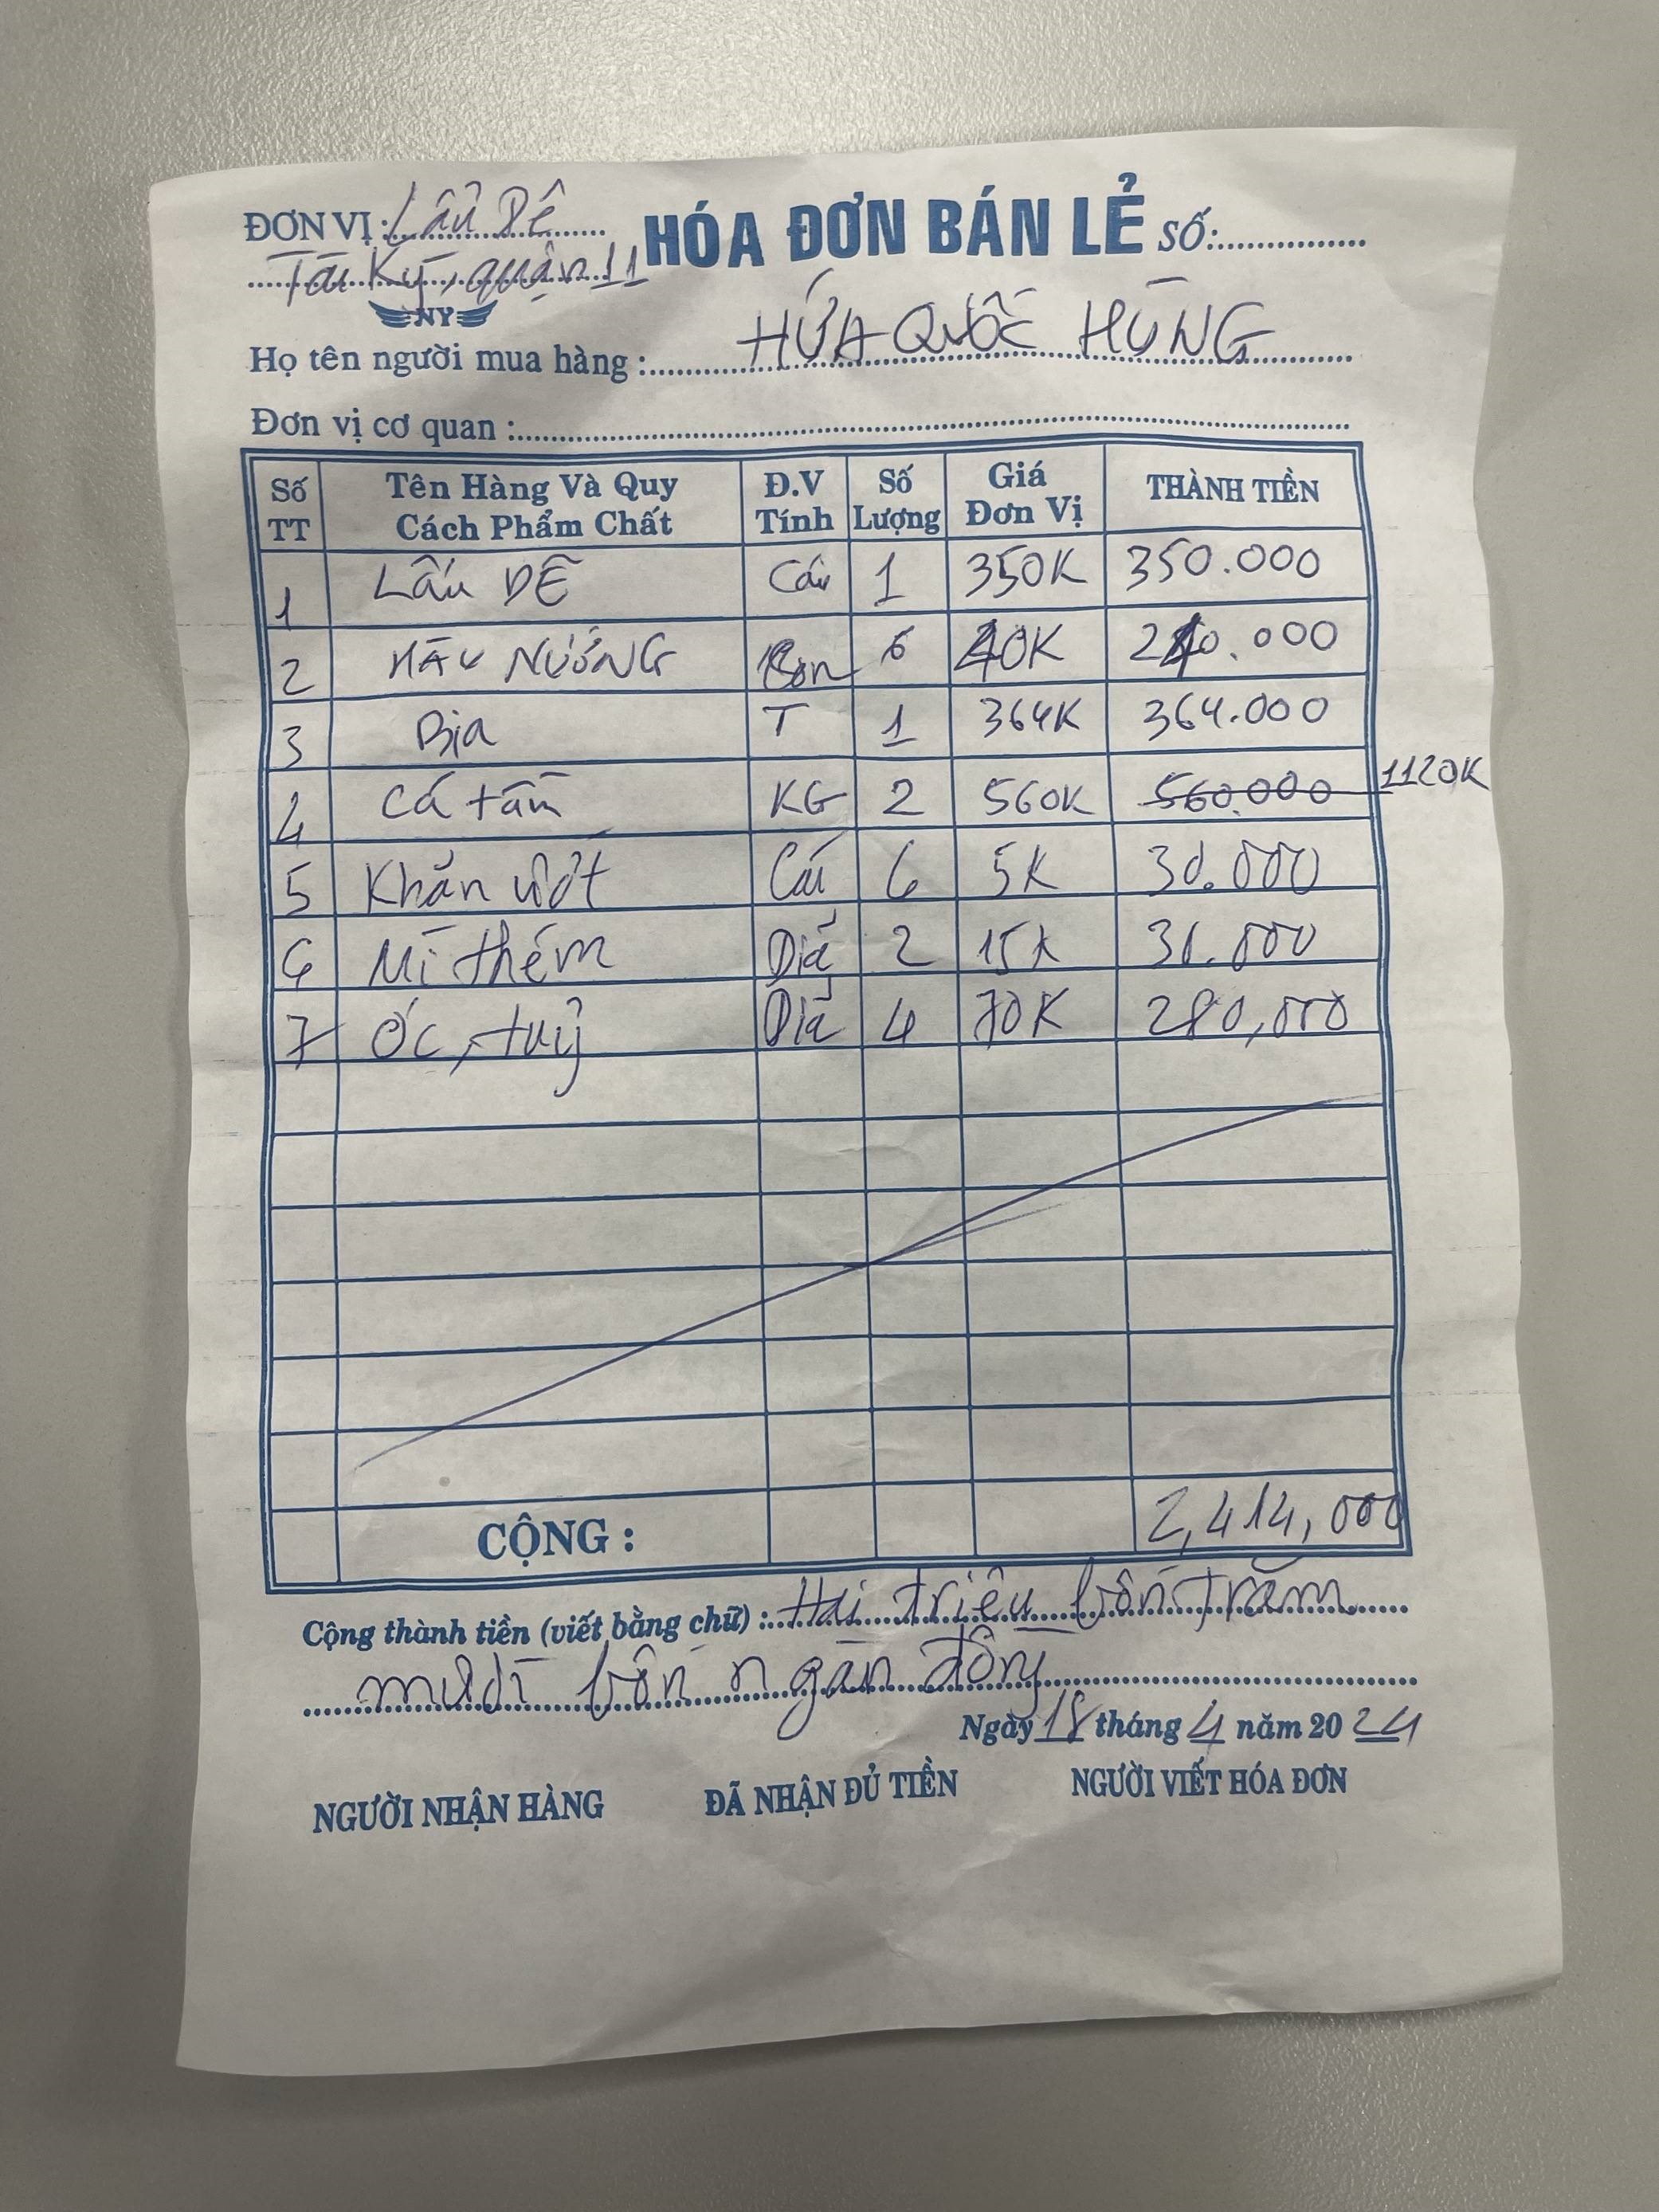 ĐƠN VỊ: Lẩu Dê HÓA ĐƠN BÁN LẺ SỐ:
Tài Ký, quận 11
NY
Họ tên người mua hàng: HỨA QUỐC HÙNG
Đơn vị cơ quan:
Số TT Tên Hàng Và Quy Cách Phẩm Chất Đ.V Tính Số Lượng Giá Đơn Vị THÀNH TIỀN
1 Lẩu DÊ Cái 1 350K 350.000
2 HÀU NƯỚNG Con 6 40K 240.000
3 Bia T 1 364K 364.000
4 Cá tầm KG 2 560K 560.000 1120K
5 Khăn ướt Cái 6 5K 30.000
6 Mì thêm Dĩa 2 15K 30.000
7 Óc, tuỷ Dĩa 4 70K 280,000
CỘNG: 2,414,000
Cộng thành tiền (viết bằng chữ): Hai triệu bốn trăm
mười bốn ngàn đồng
Ngày 18 tháng 4 năm 2024
NGƯỜI NHẬN HÀNG ĐÃ NHẬN ĐỦ TIỀN NGƯỜI VIẾT HÓA ĐƠN